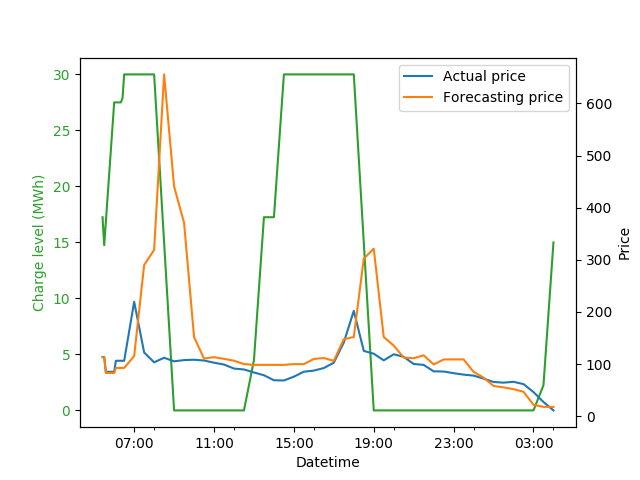 Actual price
Forecasting price
30
25
20
15
10
5
0
Charge level (MWh)
600
500
400
300
200
100
0
Price
07:00 11:00 15:00 19:00 23:00 03:00
Datetime